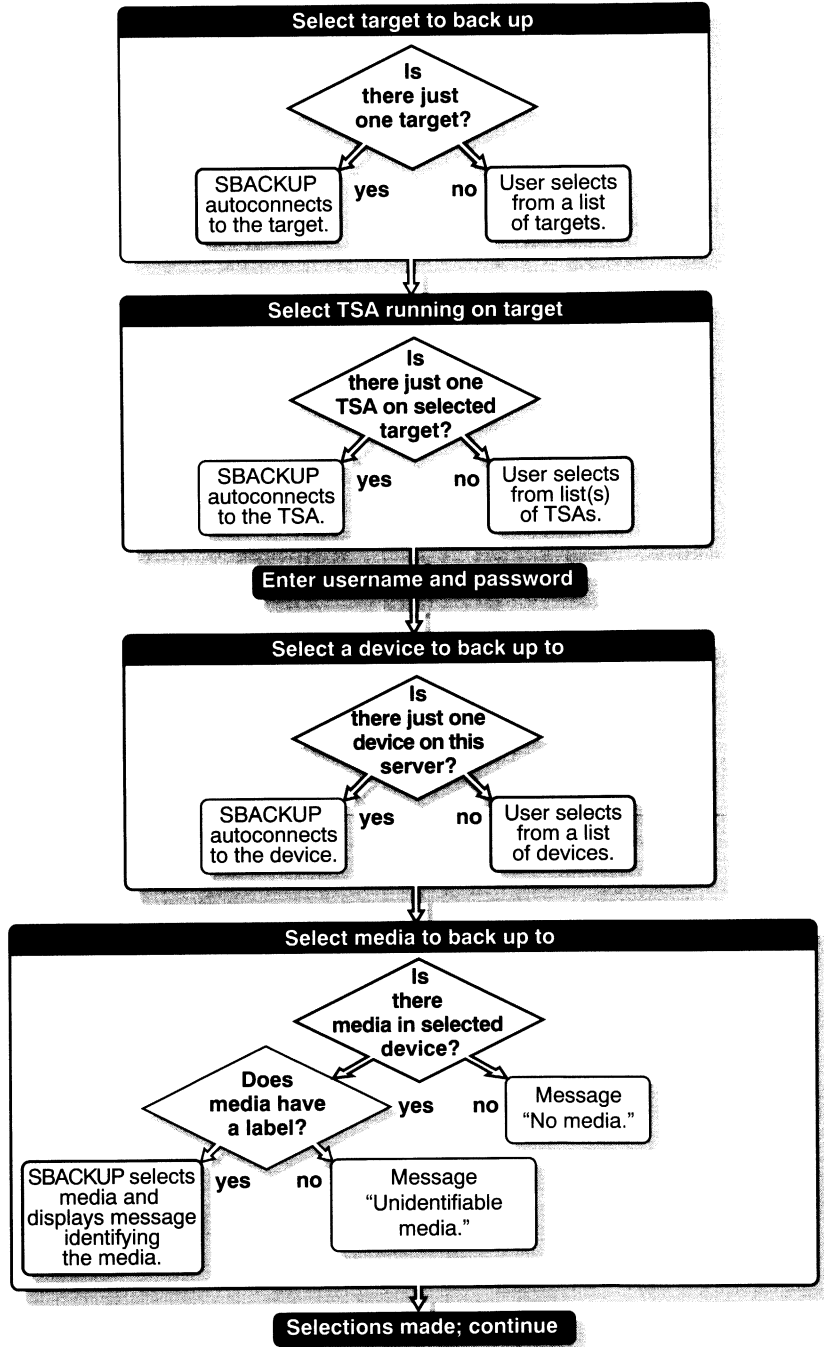 Select target to back up
Is
there just
one target?
SBACKUP
autoconnects
to the target.
yes
no
User selects
from a list
of targets.
Select TSA running on target
Is
there just one
TSA on selected
target?
SBACKUP
autoconnects
to the TSA.
yes
no
User selects
from list(s)
of TSAs.
Enter username and password
Select a device to back up to
Is
there just one
device on this
server?
SBACKUP
autoconnects
to the device.
yes
no
User selects
from a list
of devices.
Select media to back up to
Is
there
media in selected
device?
Does
media have
a label?
yes
no
Message
“No media.”
SBACKUP selects
media and
displays message
identifying
the media.
yes
no
Message
“Unidentifiable
media.”
Selections made; continue